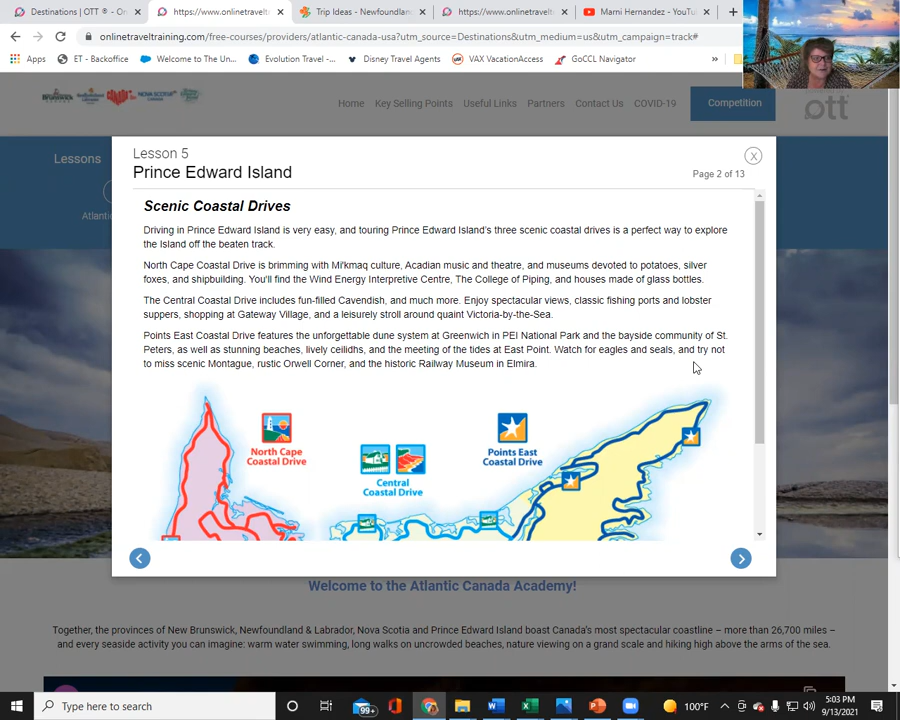 Destinations | OTT ® - On
https://www.onlinetravelt
Trip Ideas - Newfoundlan
https://www.onlinetravelt
Marni Hernandez - YouTu
onlinetraveltraining.com/free-courses/providers/atlantic-canada-usa?utm_source=Destinations&utm_medium=us&utm_campaign=track#
Apps
ET - Backoffice
Welcome to The Un...
Evolution Travel -...
Disney Travel Agents
VAX VacationAccess
GoCCL Navigator
»
Home
Key Selling Points
Useful Links
Partners
Contact Us
COVID-19
Competition
ott
Lessons
Atlanti
Lesson 5
Prince Edward Island
X
Page 2 of 13
Scenic Coastal Drives
Driving in Prince Edward Island is very easy, and touring Prince Edward Island's three scenic coastal drives is a perfect way to explore
the Island off the beaten track.
North Cape Coastal Drive is brimming with Mi'kmaq culture, Acadian music and theatre, and museums devoted to potatoes, silver
foxes, and shipbuilding. You'll find the Wind Energy Interpretive Centre, The College of Piping, and houses made of glass bottles.
The Central Coastal Drive includes fun-filled Cavendish, and much more. Enjoy spectacular views, classic fishing ports and lobster
suppers, shopping at Gateway Village, and a leisurely stroll around quaint Victoria-by-the-Sea.
Points East Coastal Drive features the unforgettable dune system at Greenwich in PEI National Park and the bayside community of St.
Peters, as well as stunning beaches, lively ceilidhs, and the meeting of the tides at East Point. Watch for eagles and seals, and try not
to miss scenic Montague, rustic Orwell Corner, and the historic Railway Museum in Elmira.
North Cape
Coastal Drive
Central
Coastal Drive
Points East
Coastal Drive
Welcome to the Atlantic Canada Academy!
Together, the provinces of New Brunswick, Newfoundland & Labrador, Nova Scotia and Prince Edward Island boast Canada's most spectacular coastline – more than 26,700 miles –
and every seaside activity you can imagine: warm water swimming, long walks on uncrowded beaches, nature viewing on a grand scale and hiking high above the arms of the sea.
Type here to search
99+
100°F
5:03 PM
9/13/2021